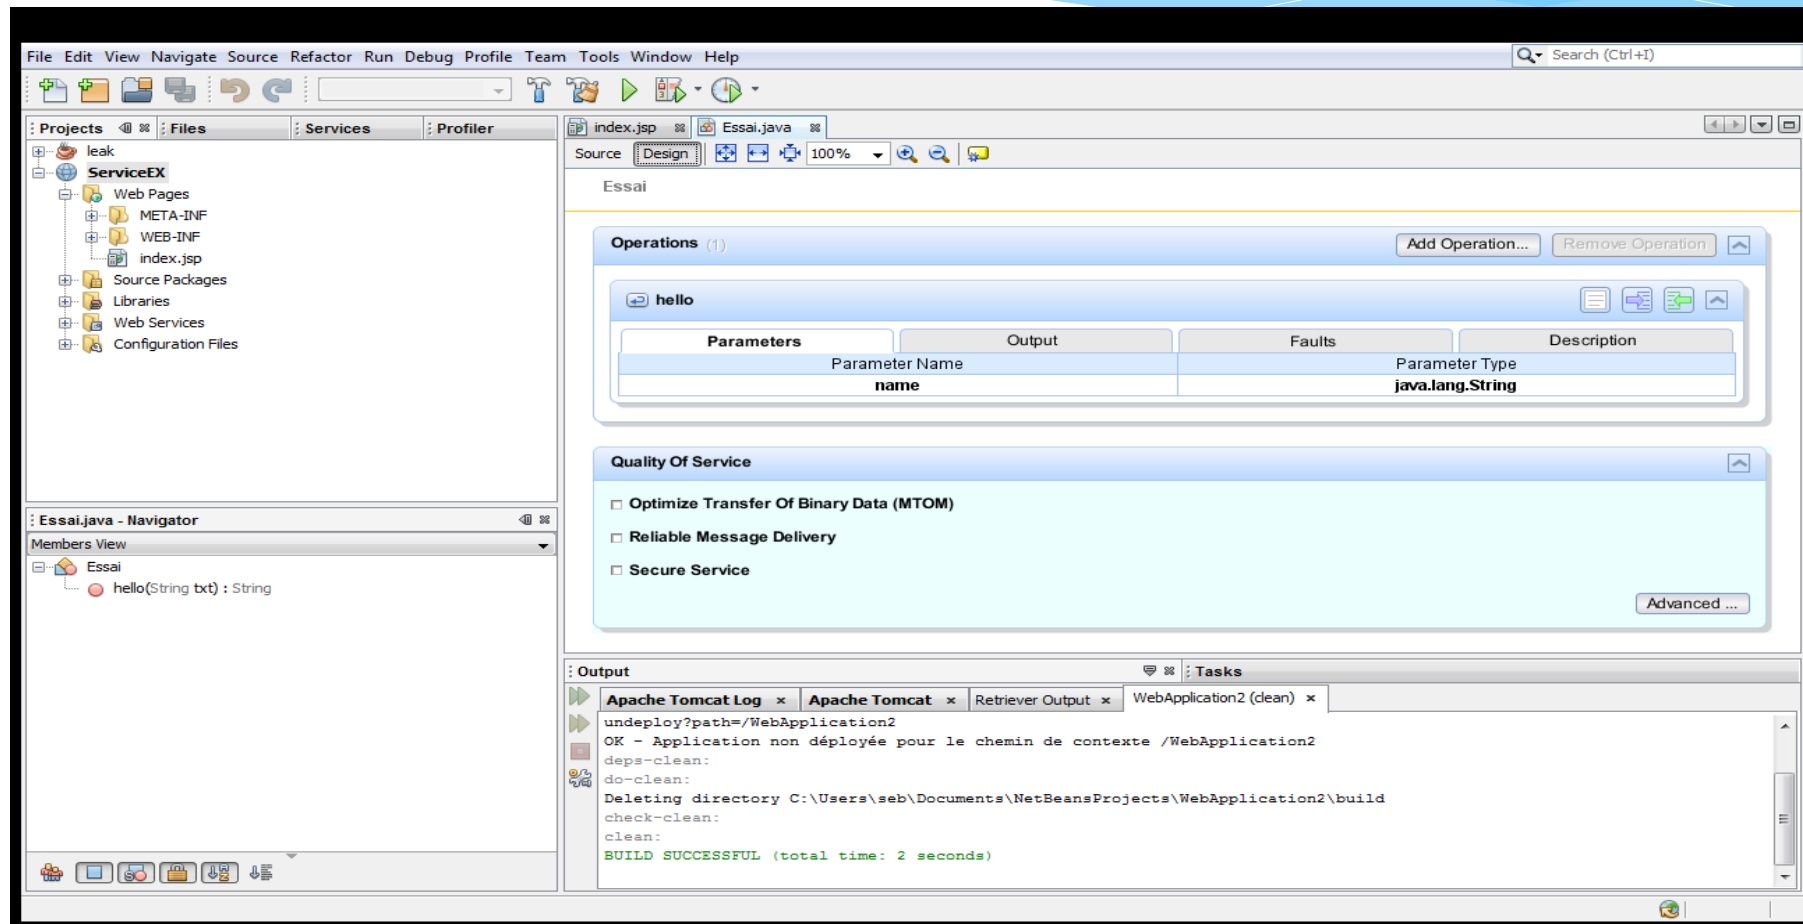 File Edit View Navigate Source Refactor Run Debug Profile Team Tools Window Help
Search (Ctrl+I)
Projects Files Services Profiler
leak
ServiceEX
Web Pages
META-INF
WEB-INF
index.jsp
Source Packages
Libraries
Web Services
Configuration Files
Essai.java - Navigator
Members View
Essai
hello(String txt) : String
index.jsp Essai.java
Source Design 100%
Essai
Operations (1) Add Operation... Remove Operation
hello
Parameters Output Faults Description
Parameter Name Parameter Type
name java.lang.String
Quality Of Service
Optimize Transfer Of Binary Data (MTOM)
Reliable Message Delivery
Secure Service
Advanced ...
Output Tasks
Apache Tomcat Log Apache Tomcat Retriever Output WebApplication2 (clean)
undeploy?path=/WebApplication2
OK - Application non déployée pour le chemin de contexte /WebApplication2
deps-clean:
do-clean:
Deleting directory C:\Users\seb\Documents\NetBeansProjects\WebApplication2\build
check-clean:
clean:
BUILD SUCCESSFUL (total time: 2 seconds)